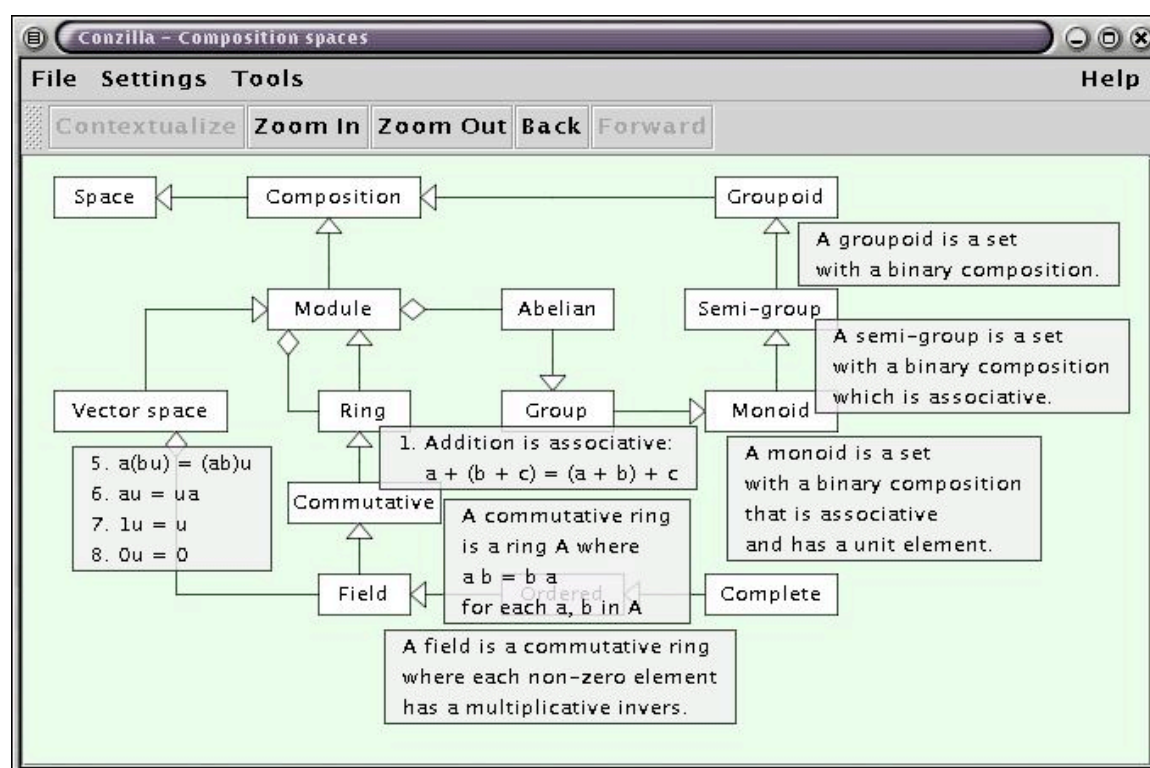 Conzilla - Composition spaces
File Settings Tools Help
Contextualize Zoom In Zoom Out Back Forward
Space
Composition
Groupoid
A groupoid is a set
with a binary composition.
Module
Abelian
Semi-group
A semi-group is a set
with a binary composition
which is associative.
Vector space
Ring
Group
Monoid
5. a(bu) = (ab)u
6. au = ua
7. 1u = u
8. 0u = 0
1. Addition is associative:
a + (b + c) = (a + b) + c
A monoid is a set
with a binary composition
that is associative
and has a unit element.
Commutative
A commutative ring
is a ring A where
a b = b a
for each a, b in A
Field
Ordered
Complete
A field is a commutative ring
where each non-zero element
has a multiplicative invers.